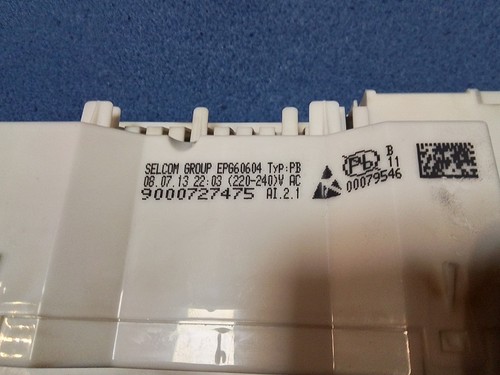 SELCOM GROUP EPG60604 Typ:PB
08.07.13 22:03 (220-240)V AC
9000727475 AI.2.1
Pb
B
11
00079546